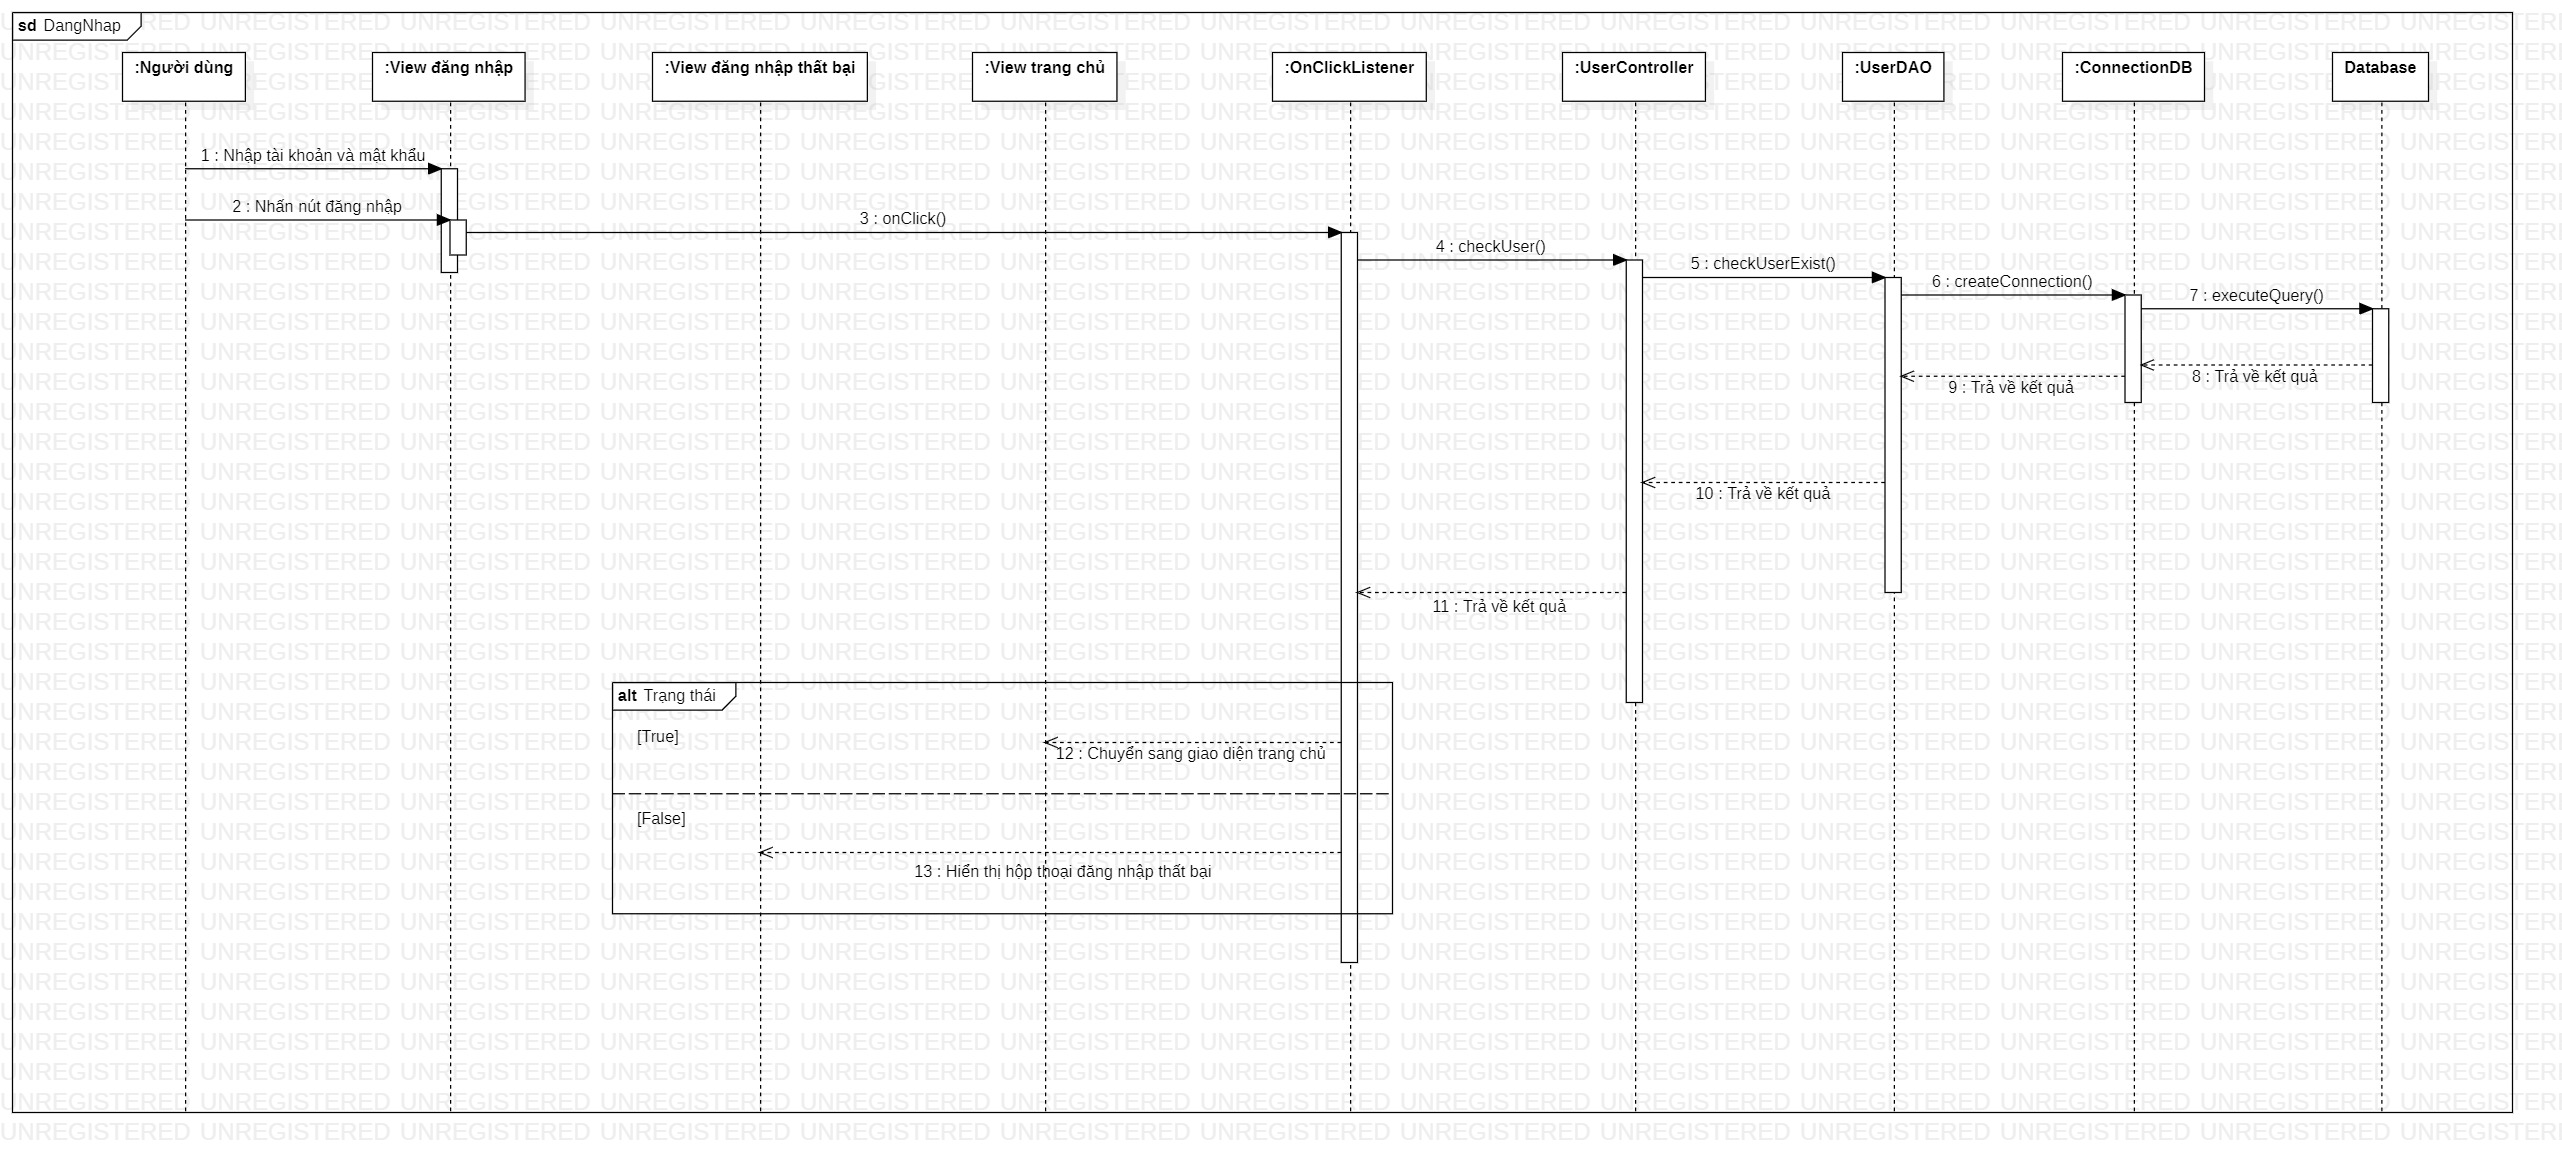 sd DangNhap
:Người dùng
:View đăng nhập
:View đăng nhập thất bại
:View trang chủ
:OnClickListener
:UserController
:UserDAO
:ConnectionDB
Database
1 : Nhập tài khoản và mật khẩu
2 : Nhấn nút đăng nhập
3 : onClick()
4 : checkUser()
5 : checkUserExist()
6 : createConnection()
7 : executeQuery()
8 : Trả về kết quả
9 : Trả về kết quả
10 : Trả về kết quả
11 : Trả về kết quả
alt Trạng thái
[True]
12 : Chuyển sang giao diện trang chủ
[False]
13 : Hiển thị hộp thoại đăng nhập thất bại
UNREGISTERED